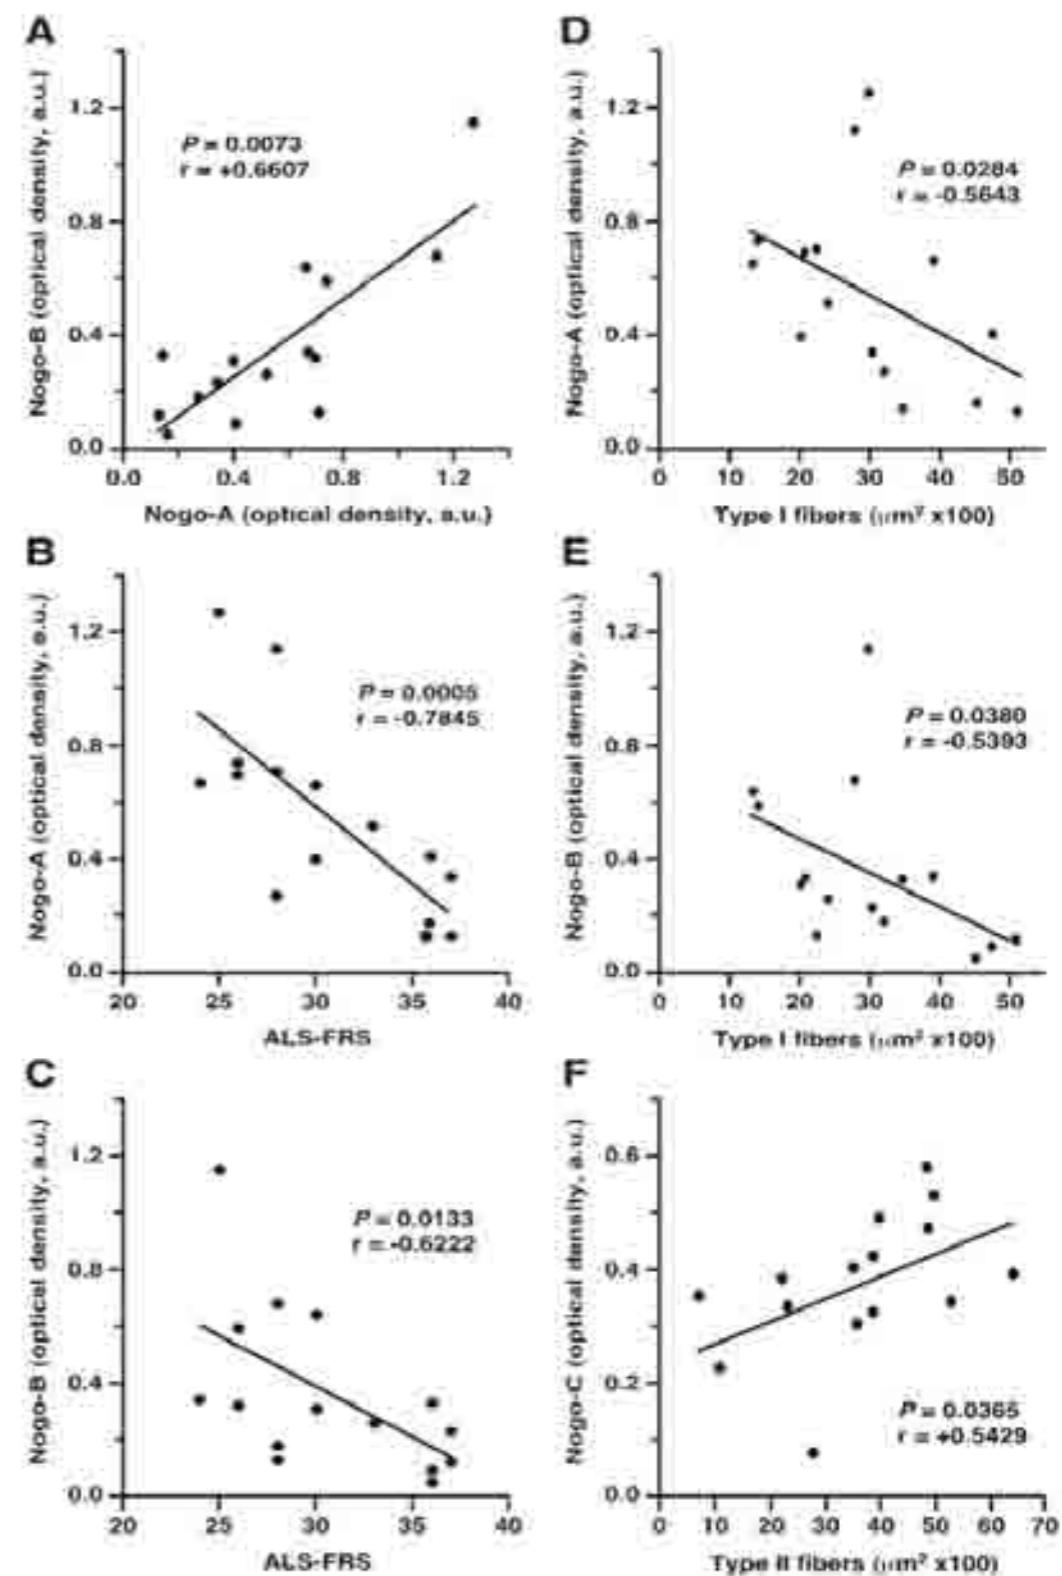 A
Nogo-B (optical density, a.u.)
1.2
0.8
0.4
0.0
P = 0.0073
r = +0.6607
0.0 0.4 0.8 1.2
Nogo-A (optical density, a.u.)
D
Nogo-A (optical density, a.u.)
1.2
0.8
0.4
0.0
P = 0.0284
r = -0.5643
0 10 20 30 40 50
Type I fibers (µm² x100)
B
Nogo-A (optical density, a.u.)
1.2
0.8
0.4
0.0
P = 0.0005
r = -0.7845
20 25 30 35 40
ALS-FRS
E
Nogo-B (optical density, a.u.)
1.2
0.8
0.4
0.0
P = 0.0380
r = -0.5393
0 10 20 30 40 50
Type I fibers (µm² x100)
C
Nogo-B (optical density, a.u.)
1.2
0.8
0.4
0.0
P = 0.0133
r = -0.6222
20 25 30 35 40
ALS-FRS
F
Nogo-C (optical density, a.u.)
0.6
0.4
0.2
0.0
P = 0.0365
r = +0.5429
0 10 20 30 40 50 60 70
Type II fibers (µm² x100)